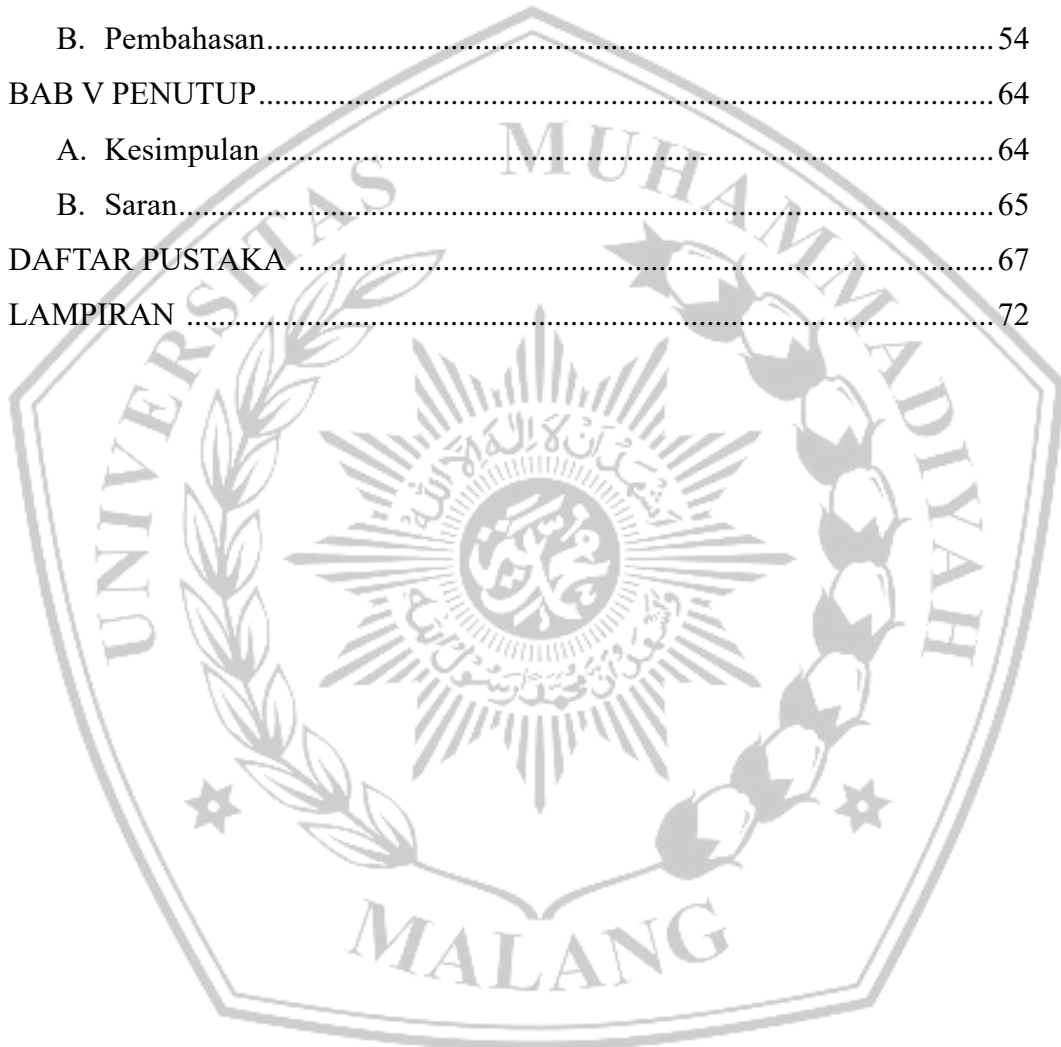 B. Pembahasan.......................................................................................... 54
BAB V PENUTUP.......................................................................................... 64
A. Kesimpulan .......................................................................................... 64
B. Saran.......................................................................................... 65
DAFTAR PUSTAKA .......................................................................................... 67
LAMPIRAN .......................................................................................... 72
UNIVERSITAS MUHAMMADIYAH
MALANG